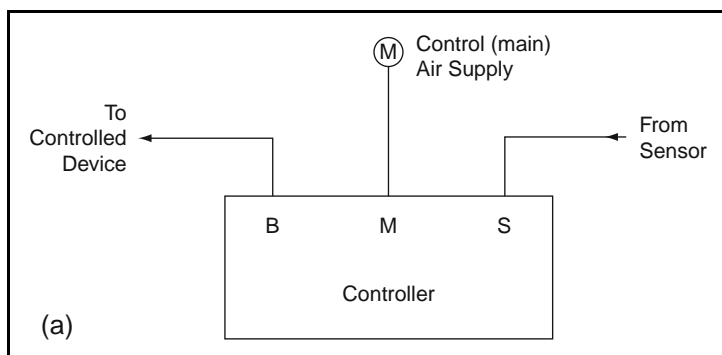 M
Control (main)
Air Supply
To
Controlled
Device
From
Sensor
B M S
Controller
(a)